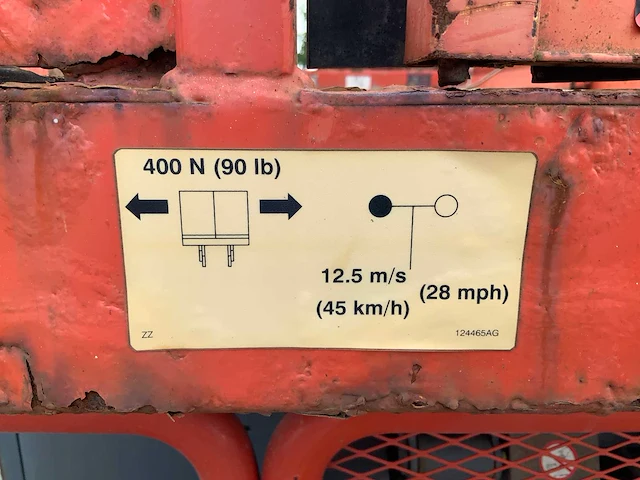 400 N (90 lb)
12.5 m/s
(45 km/h)
(28 mph)
ZZ
124465AG